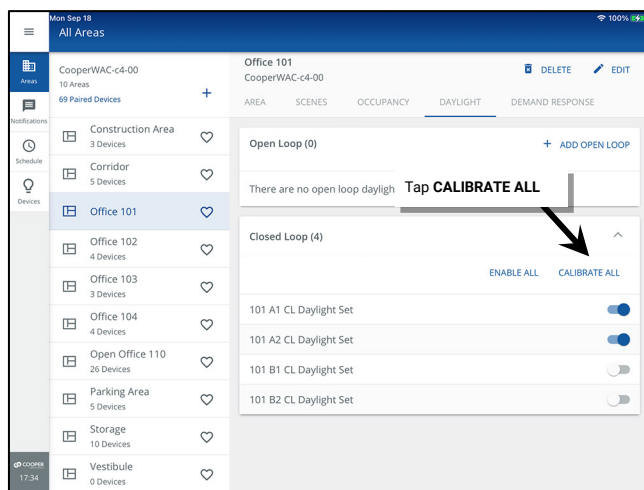 Mon Sep 18
100%
All Areas
Areas
Notifications
Schedule
Devices
COOPER
17:34
CooperWAC-c4-00
10 Areas
69 Paired Devices
+
Construction Area
3 Devices
Corridor
5 Devices
Office 101
Office 102
4 Devices
Office 103
3 Devices
Office 104
4 Devices
Open Office 110
26 Devices
Parking Area
5 Devices
Storage
10 Devices
Vestibule
0 Devices
Office 101
CooperWAC-c4-00
DELETE
EDIT
AREA SCENES OCCUPANCY DAYLIGHT DEMAND RESPONSE
Open Loop (0)
+ ADD OPEN LOOP
There are no open loop dayligh
Tap CALIBRATE ALL
Closed Loop (4)
ENABLE ALL CALIBRATE ALL
101 A1 CL Daylight Set
101 A2 CL Daylight Set
101 B1 CL Daylight Set
101 B2 CL Daylight Set